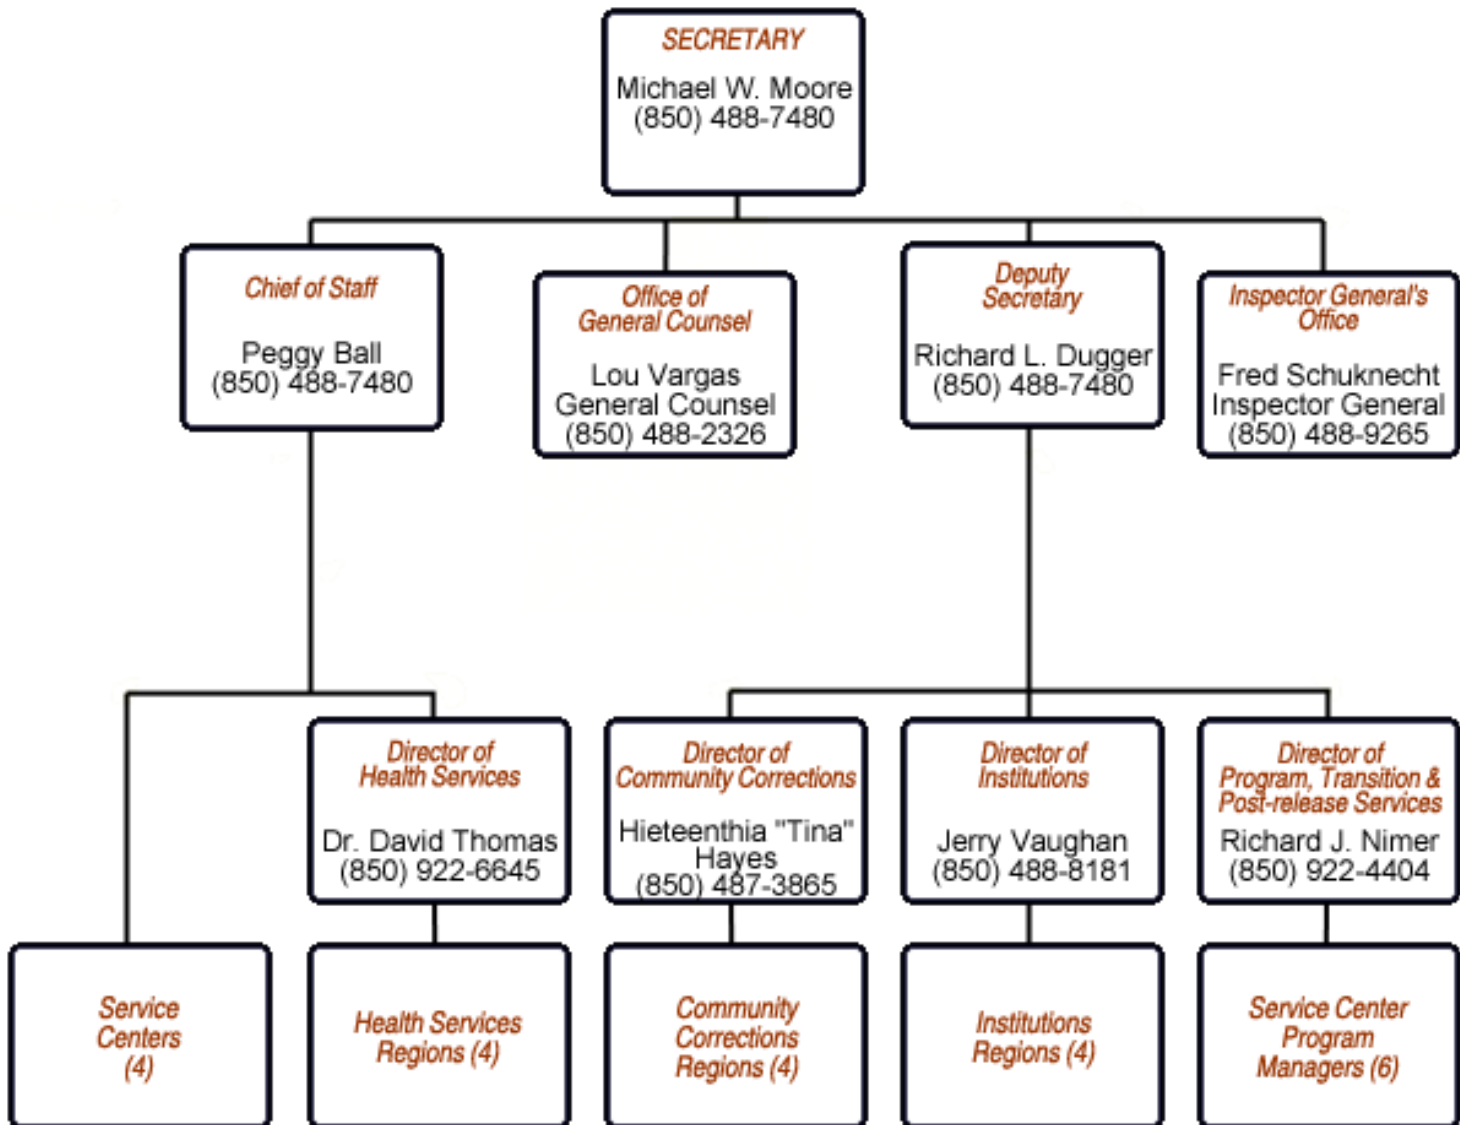 SECRETARY
Michael W. Moore
(850) 488-7480
Chief of Staff
Peggy Ball
(850) 488-7480
Office of
General Counsel
Lou Vargas
General Counsel
(850) 488-2326
Deputy
Secretary
Richard L. Dugger
(850) 488-7480
Inspector General's
Office
Fred Schuknecht
Inspector General
(850) 488-9265
Director of
Health Services
Dr. David Thomas
(850) 922-6645
Director of
Community Corrections
Hieteenthia "Tina"
Hayes
(850) 487-3865
Director of
Institutions
Jerry Vaughan
(850) 488-8181
Director of
Program, Transition &
Post-release Services
Richard J. Nimer
(850) 922-4404
Service
Centers
(4)
Health Services
Regions (4)
Community
Corrections
Regions (4)
Institutions
Regions (4)
Service Center
Program
Managers (6)